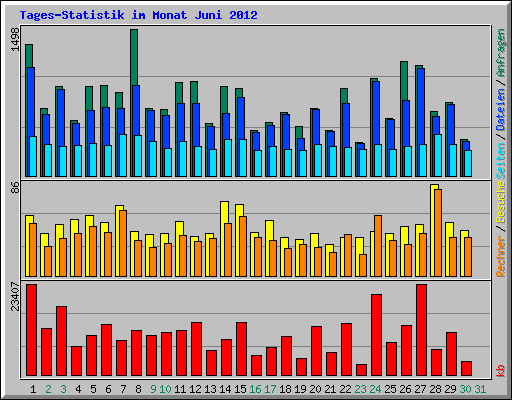 Tages-Statistik im Monat Juni 2012
1498
86
23407
Rechner / Besuche Seiten / Dateien / Anfragen
kb
1 2 3 4 5 6 7 8 9 10 11 12 13 14 15 16 17 18 19 20 21 22 23 24 25 26 27 28 29 30 31